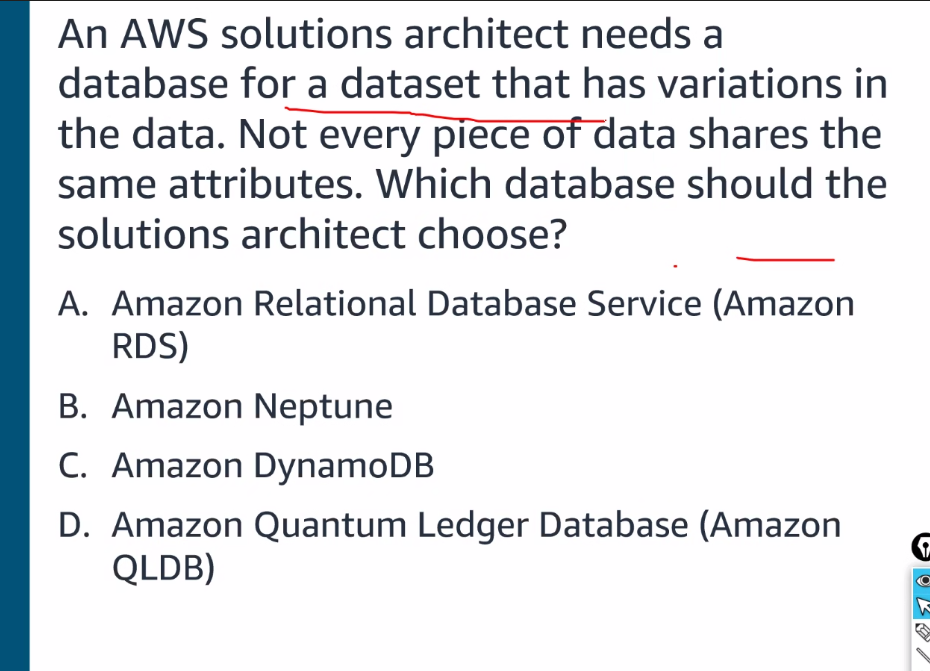 An AWS solutions architect needs a
database for a dataset that has variations in
the data. Not every piece of data shares the
same attributes. Which database should the
solutions architect choose?
A. Amazon Relational Database Service (Amazon
RDS)
B. Amazon Neptune
C. Amazon DynamoDB
D. Amazon Quantum Ledger Database (Amazon
QLDB)